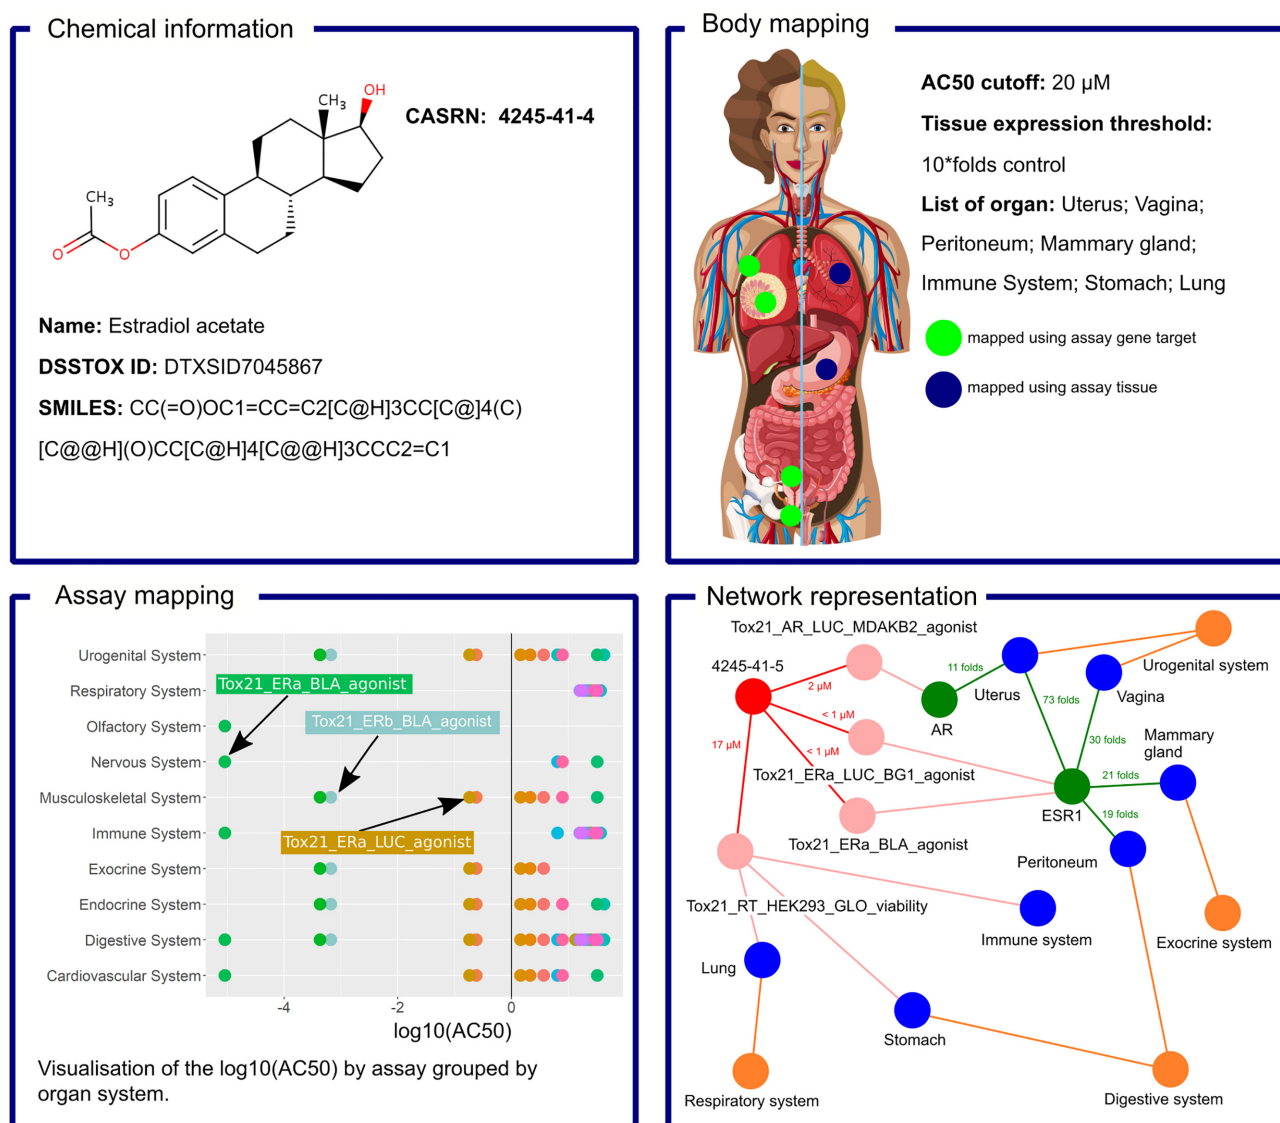 Chemical information
CH₃
OH
CASRN: 4245-41-4
CH₃
O
O
Name: Estradiol acetate
DSSTOX ID: DTXSID7045867
SMILES: CC(=O)OC1=CC=C2[C@H]3CC[C@]4(C)
[C@@H](O)CC[C@H]4[C@@H]3CCC2=C1
Body mapping
AC50 cutoff: 20 µM
Tissue expression threshold:
10*folds control
List of organ: Uterus; Vagina;
Peritoneum; Mammary gland;
Immune System; Stomach; Lung
mapped using assay gene target
mapped using assay tissue
Assay mapping
Urogenital System
Respiratory System
Olfactory System
Nervous System
Musculoskeletal System
Immune System
Exocrine System
Endocrine System
Digestive System
Cardiovascular System
Tox21_ERa_BLA_agonist
Tox21_ERb_BLA_agonist
Tox21_ERa_LUC_agonist
-4
-2
0
log10(AC50)
Visualisation of the log10(AC50) by assay grouped by
organ system.
Network representation
Tox21_AR_LUC_MDAKB2_agonist
4245-41-5
2 µM
11 folds
Urogenital system
Uterus
Vagina
AR
73 folds
< 1 µM
17 µM
< 1 µM
30 folds
Mammary
gland
Tox21_ERa_LUC_BG1_agonist
21 folds
ESR1
19 folds
Tox21_ERa_BLA_agonist
Peritoneum
Tox21_RT_HEK293_GLO_viability
Immune system
Exocrine system
Lung
Stomach
Respiratory system
Digestive system